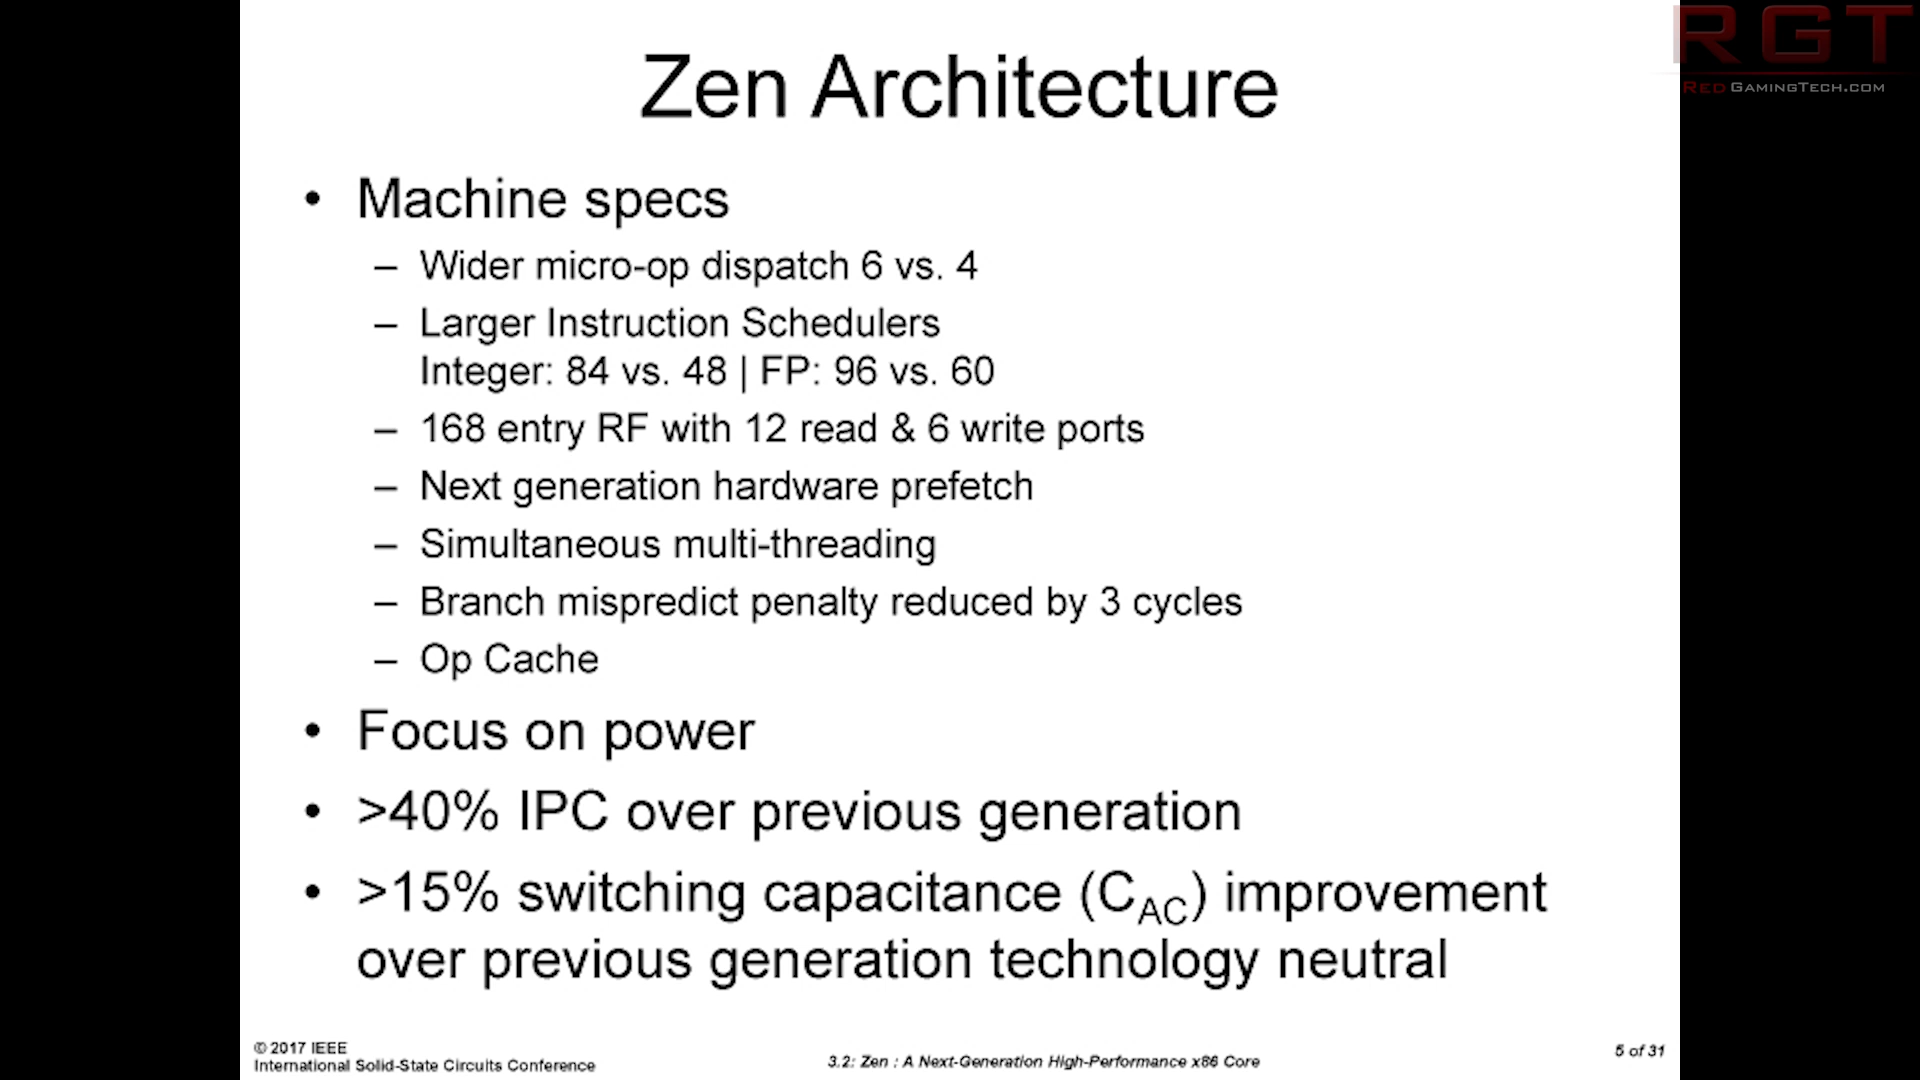 RGT
RedGamingTech.com
Zen Architecture
• Machine specs
– Wider micro-op dispatch 6 vs. 4
– Larger Instruction Schedulers
Integer: 84 vs. 48 | FP: 96 vs. 60
– 168 entry RF with 12 read & 6 write ports
– Next generation hardware prefetch
– Simultaneous multi-threading
– Branch mispredict penalty reduced by 3 cycles
– Op Cache
• Focus on power
• >40% IPC over previous generation
• >15% switching capacitance (CAC) improvement
over previous generation technology neutral
© 2017 IEEE
International Solid-State Circuits Conference
3.2: Zen : A Next-Generation High-Performance x86 Core
5 of 31